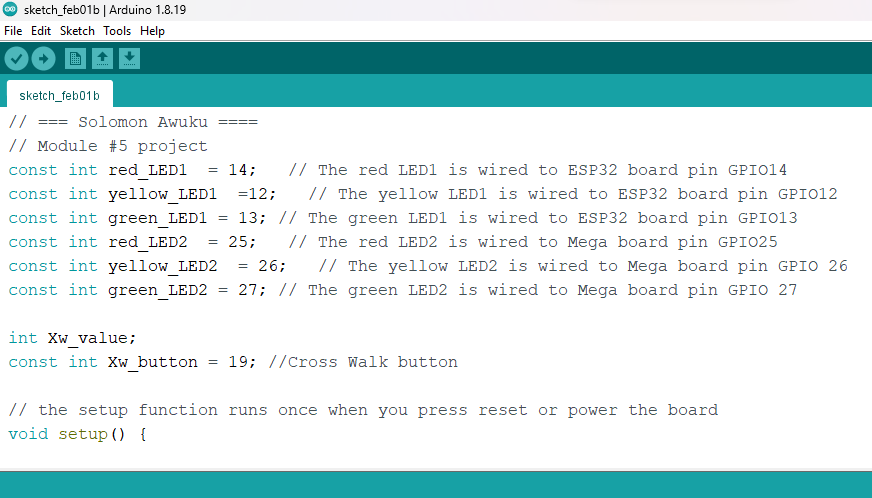 sketch_feb01b | Arduino 1.8.19
File Edit Sketch Tools Help
sketch_feb01b
// === Solomon Awuku ====
// Module #5 project
const int red_LED1  = 14;   // The red LED1 is wired to ESP32 board pin GPIO14
const int yellow_LED1  =12;   // The yellow LED1 is wired to ESP32 board pin GPIO12
const int green_LED1 = 13; // The green LED1 is wired to ESP32 board pin GPIO13
const int red_LED2  = 25;   // The red LED2 is wired to Mega board pin GPIO25
const int yellow_LED2  = 26;   // The yellow LED2 is wired to Mega board pin GPIO 26
const int green_LED2 = 27; // The green LED2 is wired to Mega board pin GPIO 27
int Xw_value;
const int Xw_button = 19; //Cross Walk button
// the setup function runs once when you press reset or power the board
void setup() {